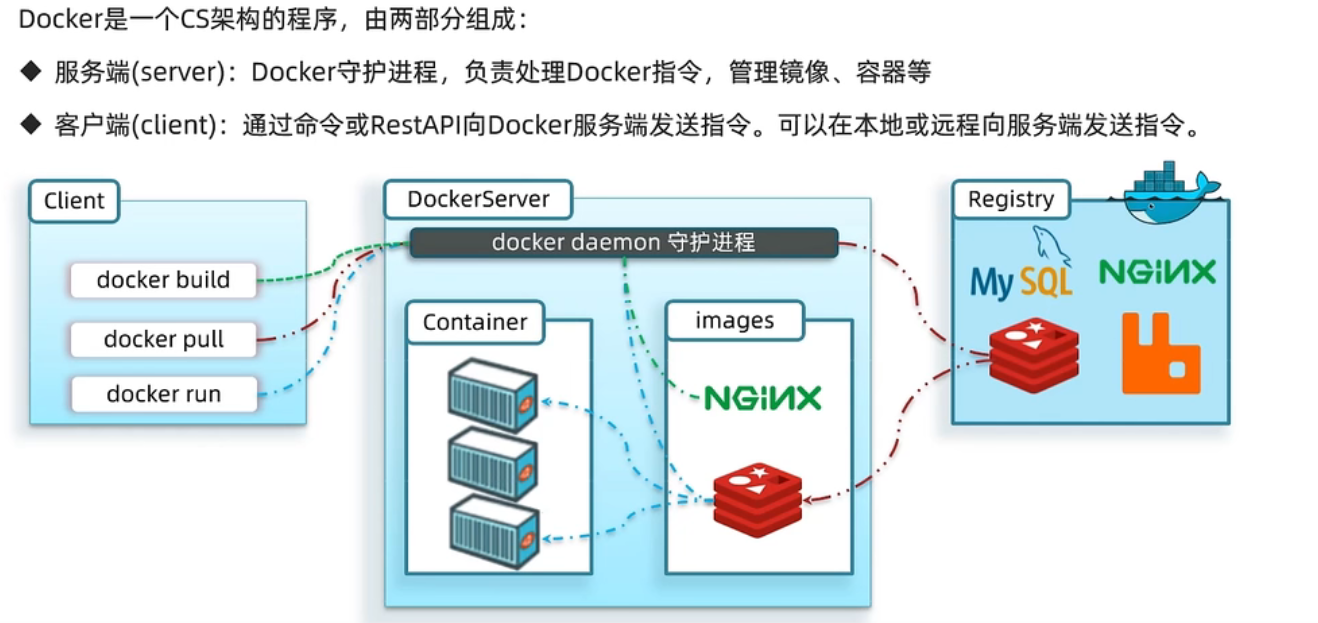 Docker是一个CS架构的程序，由两部分组成：
◆ 服务端(server)：Docker守护进程，负责处理Docker指令，管理镜像、容器等
◆ 客户端(client)：通过命令或RestAPI向Docker服务端发送指令。可以在本地或远程向服务端发送指令。
Client
docker build
docker pull
docker run
DockerServer
docker daemon 守护进程
Container
images
NGiNX
Registry
MySQL
NGiNX